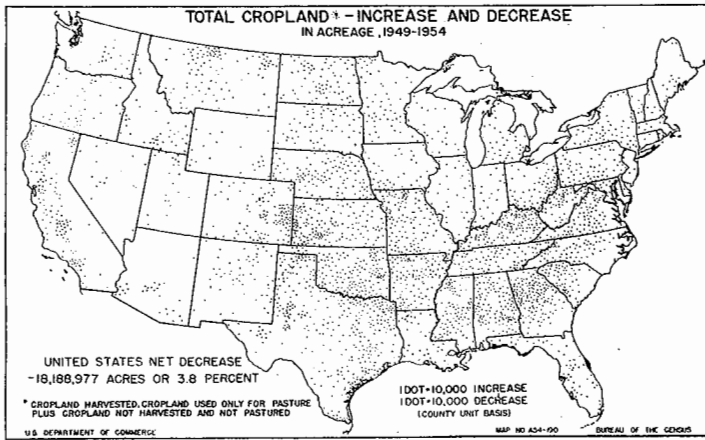 TOTAL CROPLAND* - INCREASE AND DECREASE
IN ACREAGE, 1949-1954
UNITED STATES NET DECREASE
-18,188,977 ACRES OR 3.8 PERCENT
* CROPLAND HARVESTED, CROPLAND USED ONLY FOR PASTURE
PLUS CROPLAND NOT HARVESTED AND NOT PASTURED
1 DOT=10,000 INCREASE
1 DOT=10,000 DECREASE
(COUNTY UNIT BASIS)
U.S. DEPARTMENT OF COMMERCE
MAP NO A54-190
BUREAU OF THE CENSUS